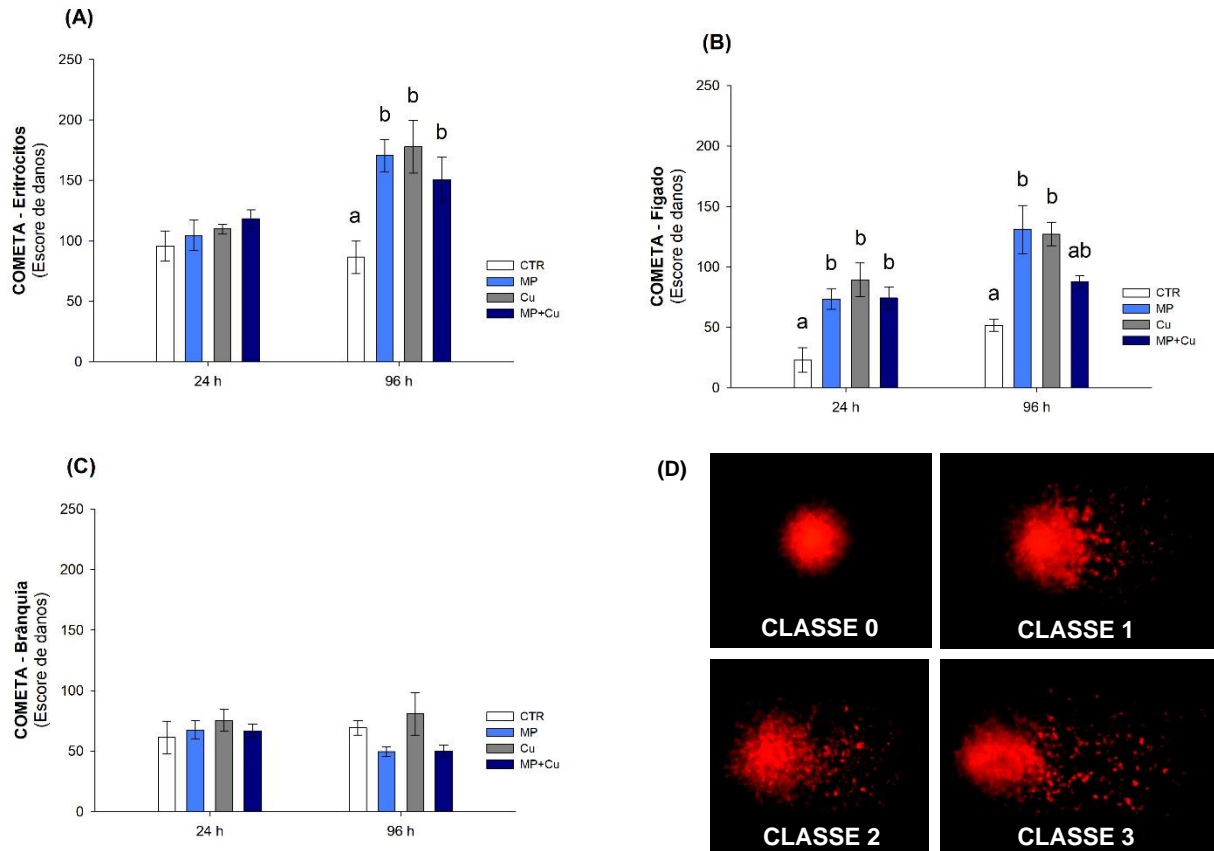 (A)
COMETA - Eritrócitos
(Escore de danos)
250
200
150
100
50
0
a
b
b
b
24 h
96 h
CTR
MP
Cu
MP+Cu
(B)
COMETA - Fígado
(Escore de danos)
250
200
150
100
50
0
a
b
b
b
a
b
b
ab
24 h
96 h
CTR
MP
Cu
MP+Cu
(C)
COMETA - Brânquia
(Escore de danos)
250
200
150
100
50
0
24 h
96 h
CTR
MP
Cu
MP+Cu
(D)
CLASSE 0
CLASSE 1
CLASSE 2
CLASSE 3